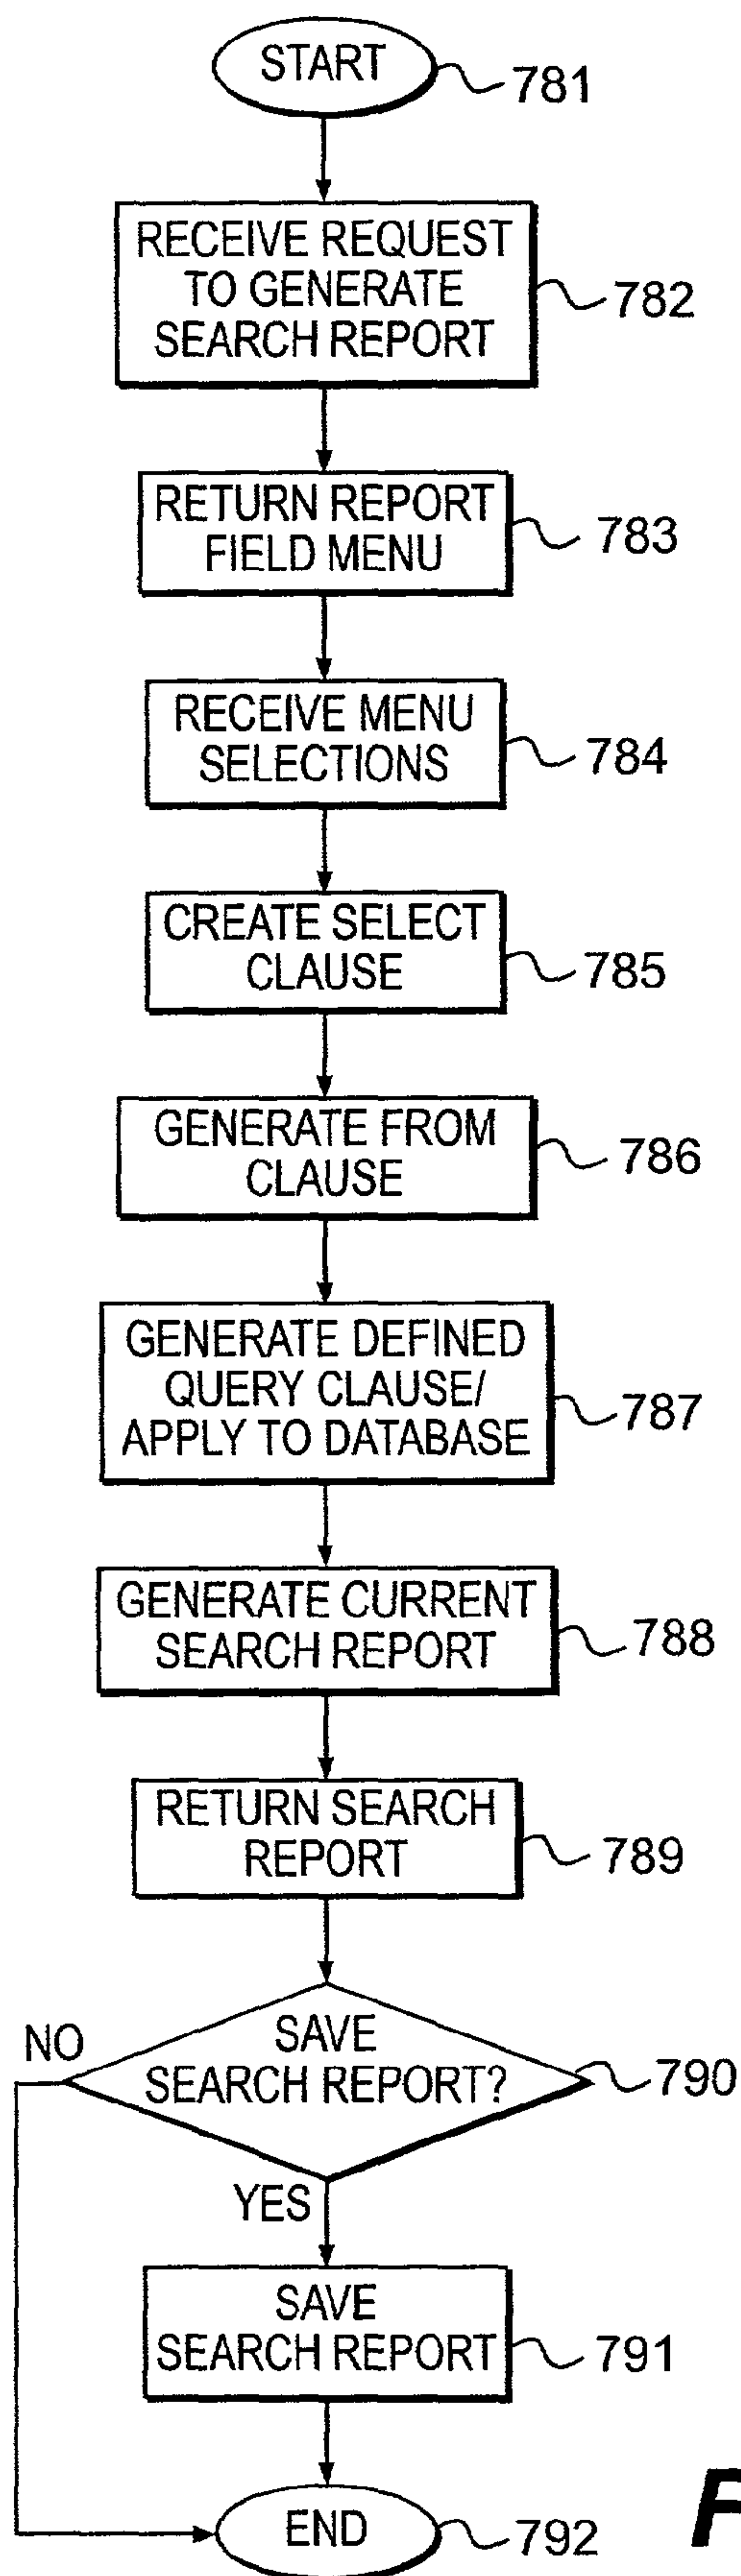 START
781
RECEIVE REQUEST
TO GENERATE
SEARCH REPORT
782
RETURN REPORT
FIELD MENU
783
RECEIVE MENU
SELECTIONS
784
CREATE SELECT
CLAUSE
785
GENERATE FROM
CLAUSE
786
GENERATE DEFINED
QUERY CLAUSE/
APPLY TO DATABASE
787
GENERATE CURRENT
SEARCH REPORT
788
RETURN SEARCH
REPORT
789
NO
SAVE
SEARCH REPORT?
790
YES
SAVE
SEARCH REPORT
791
END
792